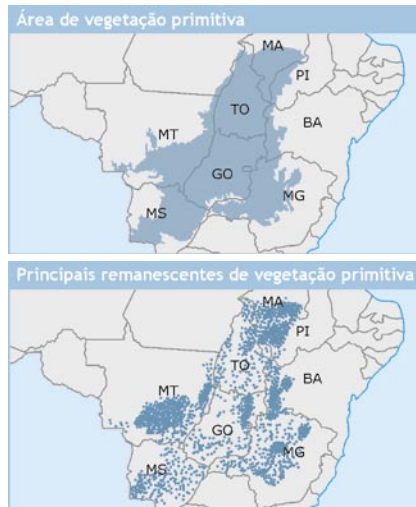 Área de vegetação primitiva
MA
PI
TO
MT
BA
GO
MS
MG
Principais remanescentes de vegetação primitiva
MA
PI
TO
MT
BA
GO
MS
MG